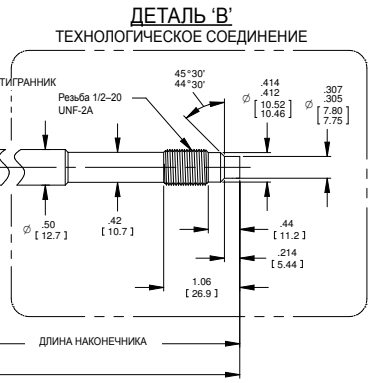 ДЕТАЛЬ ‘B’
ТЕХНОЛОГИЧЕСКОЕ СОЕДИНЕНИЕ
ТИГРАННИК
Резьба 1/2–20
UNF-2A
45°30'
44°30'
Ø .414
.412
[ 10.52
10.46 ]
Ø .307
.305
[ 7.80
7.75 ]
Ø .50
[ 12.7 ]
.42
[ 10.7 ]
.44
[ 11.2 ]
.214
[ 5.44 ]
1.06
[ 26.9 ]
ДЛИНА НАКОНЕЧНИКА